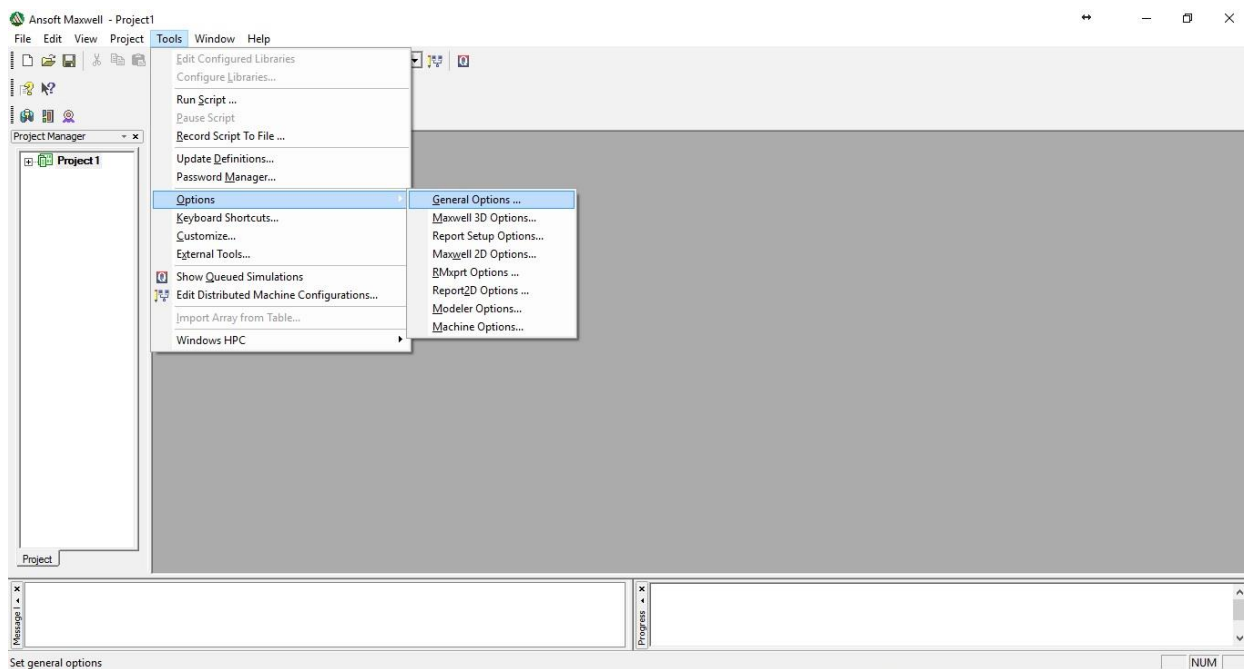 Ansoft Maxwell - Project1
File Edit View Project Tools Window Help
Edit Configured Libraries
Configure Libraries...
Run Script ...
Pause Script
Record Script To File ...
Project Manager
Project1
Update Definitions...
Password Manager...
Options
General Options ...
Keyboard Shortcuts...
Maxwell 3D Options...
Customize...
Report Setup Options...
External Tools...
Maxwell 2D Options...
RMxprt Options ...
Show Queued Simulations
Report2D Options ...
Edit Distributed Machine Configurations...
Modeler Options...
Import Array from Table...
Machine Options...
Windows HPC
Project
Message
Progress
Set general options
NUM